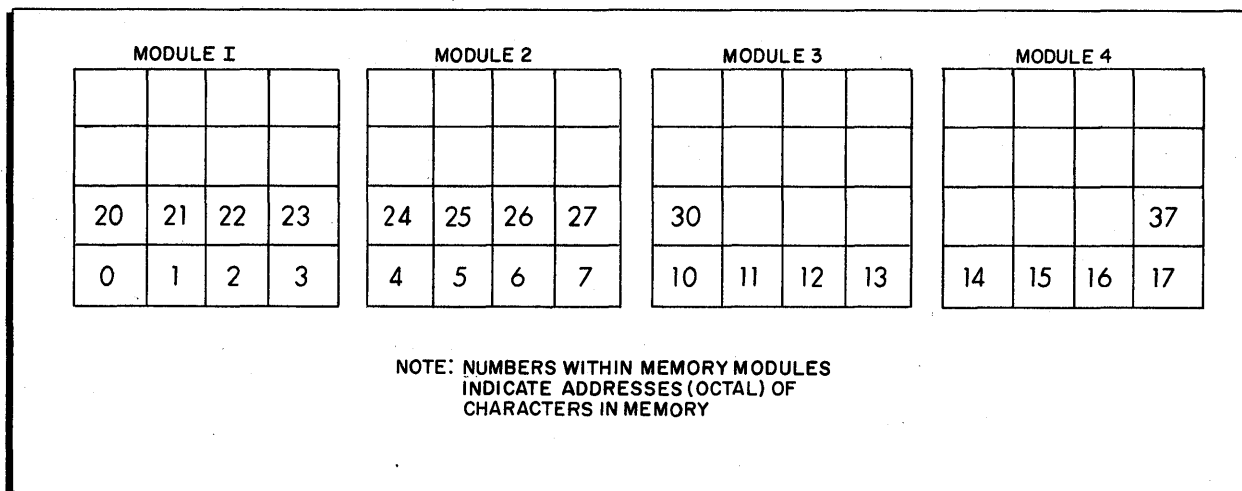 MODULE I MODULE 2 MODULE 3 MODULE 4
20 21 22 23 24 25 26 27 30 37
0 1 2 3 4 5 6 7 10 11 12 13 14 15 16 17
NOTE: NUMBERS WITHIN MEMORY MODULES
INDICATE ADDRESSES (OCTAL) OF
CHARACTERS IN MEMORY